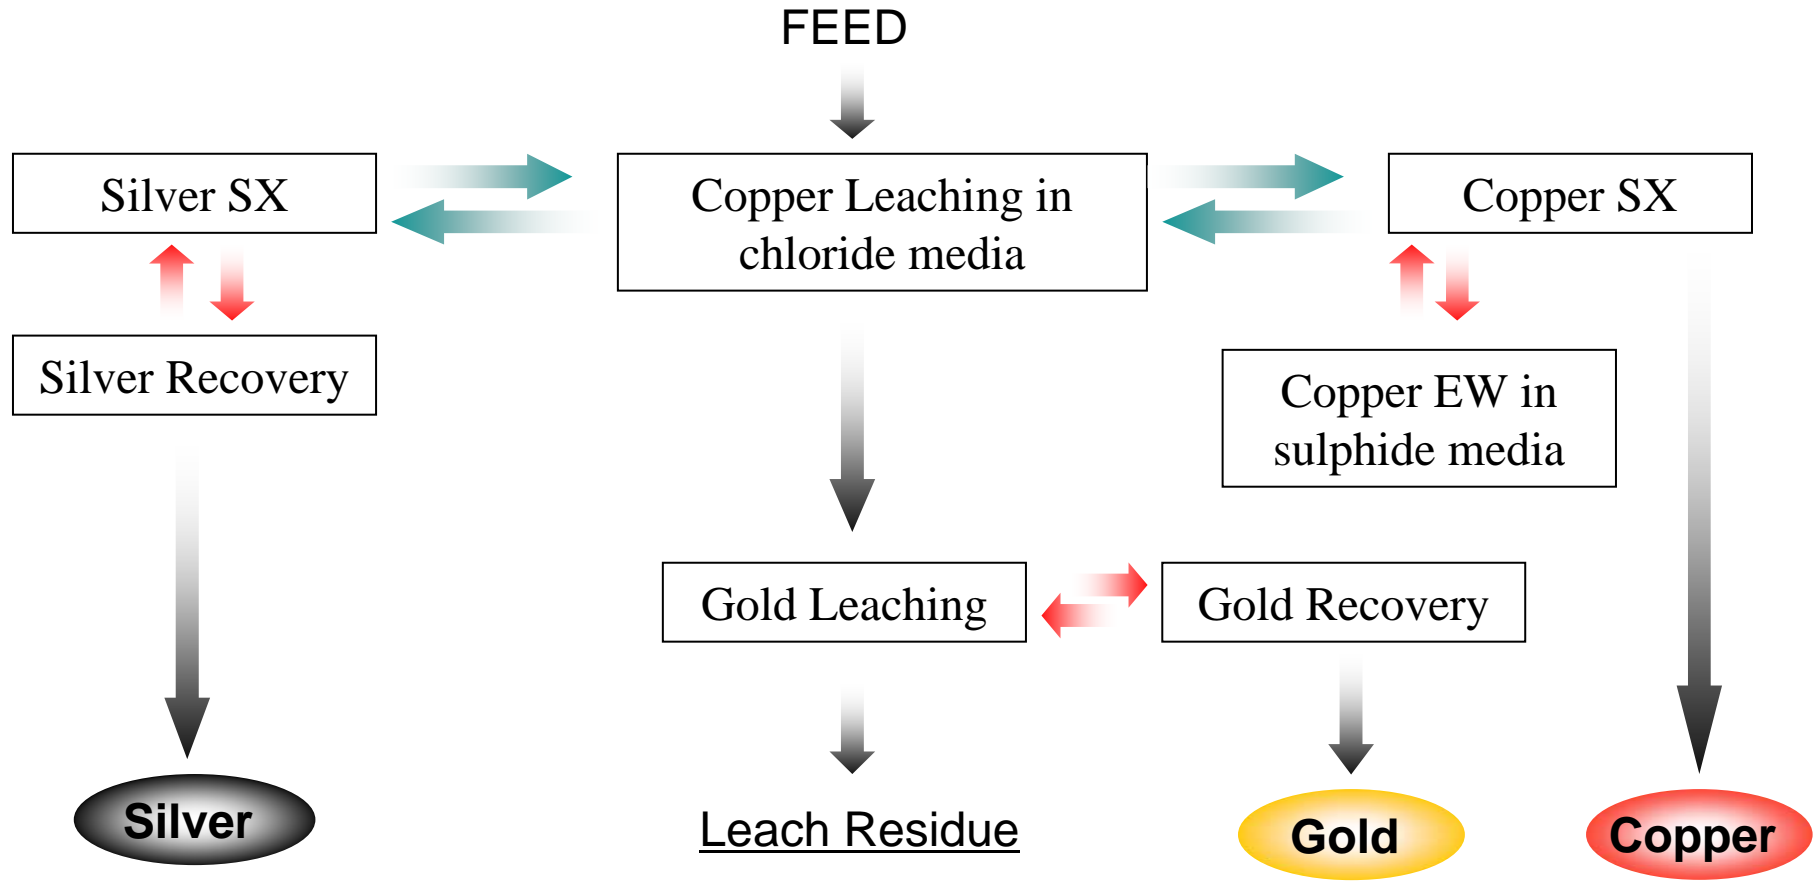 FEED
Silver SX
Copper Leaching in
chloride media
Copper SX
Silver Recovery
Copper EW in
sulphide media
Gold Leaching
Gold Recovery
Silver
Leach Residue
Gold
Copper